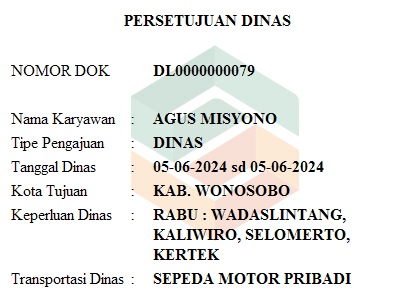 PERSETUJUAN DINAS
NOMOR DOK DL0000000079
Nama Karyawan : AGUS MISYONO
Tipe Pengajuan : DINAS
Tanggal Dinas : 05-06-2024 sd 05-06-2024
Kota Tujuan : KAB. WONOSOBO
Keperluan Dinas : RABU : WADASLINTANG,
KALIWIRO, SELOMERTO,
KERTEK
Transportasi Dinas : SEPEDA MOTOR PRIBADI